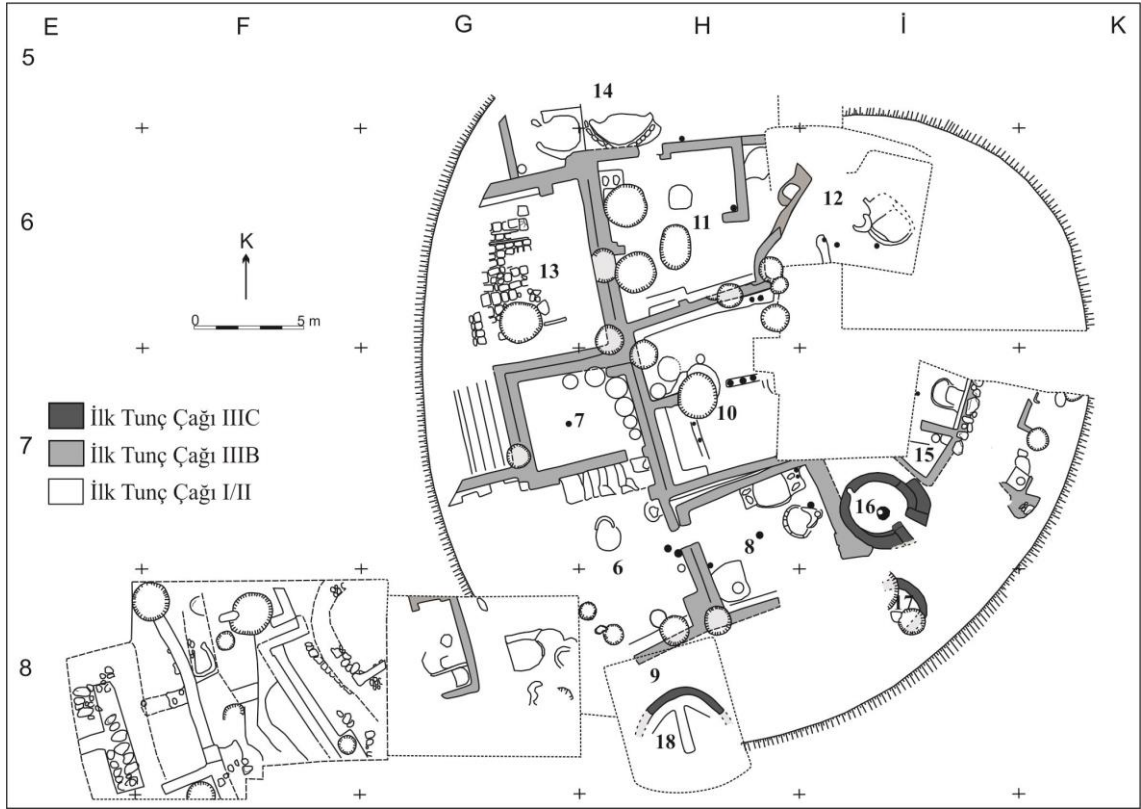 E F G H İ K
5
14
12
6
11
K
13
0 5 m
10
İlk Tunç Çağı IIIC
7
7
İlk Tunç Çağı IIIB
15
İlk Tunç Çağı I/II
16
8
6
17
8
9
18